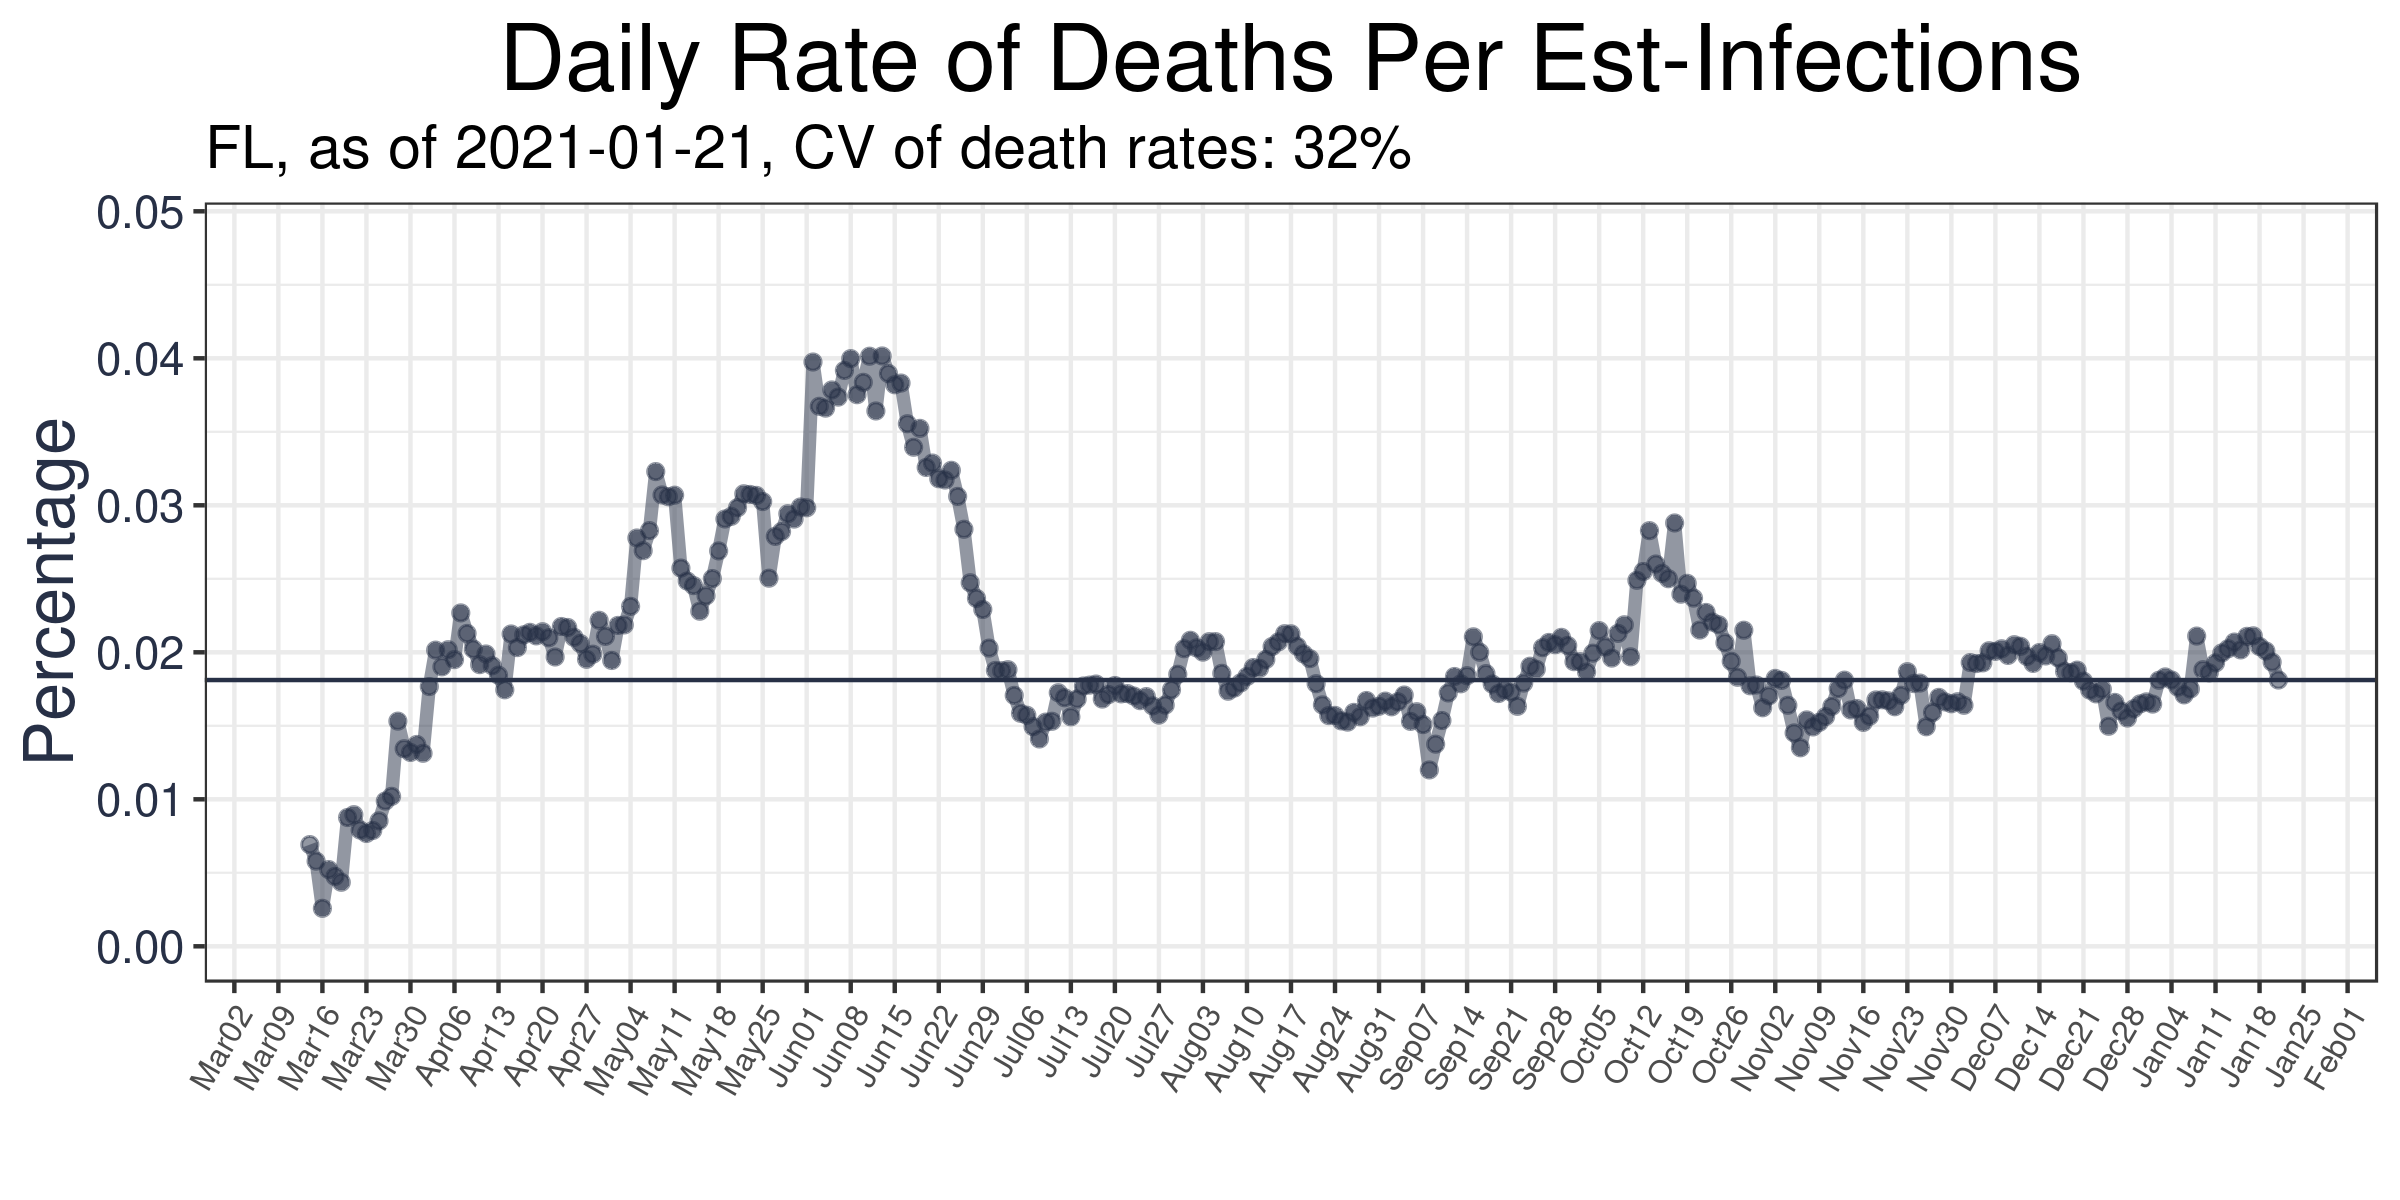 Daily Rate of Deaths Per Est-Infections
FL, as of 2021-01-21, CV of death rates: 32%
Percentage
0.05
0.04
0.03
0.02
0.01
0.00
Mar02
Mar09
Mar16
Mar23
Mar30
Apr06
Apr13
Apr20
Apr27
May04
May11
May18
May25
Jun01
Jun08
Jun15
Jun22
Jun29
Jul06
Jul13
Jul20
Jul27
Aug03
Aug10
Aug17
Aug24
Aug31
Sep07
Sep14
Sep21
Sep28
Oct05
Oct12
Oct19
Oct26
Nov02
Nov09
Nov16
Nov23
Nov30
Dec07
Dec14
Dec21
Dec28
Jan04
Jan11
Jan18
Jan25
Feb01